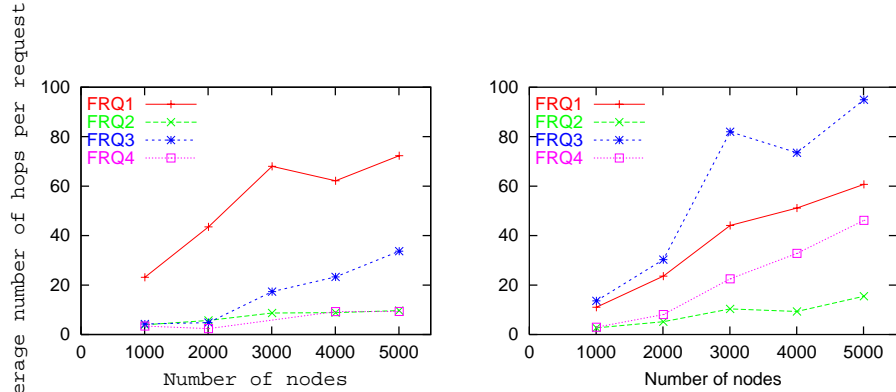 erage number of hops per request
100
80
60
40
20
0
FRQ1
FRQ2
FRQ3
FRQ4
0 1000 2000 3000 4000 5000
Number of nodes
100
80
60
40
20
0
FRQ1
FRQ2
FRQ3
FRQ4
0 1000 2000 3000 4000 5000
Number of nodes